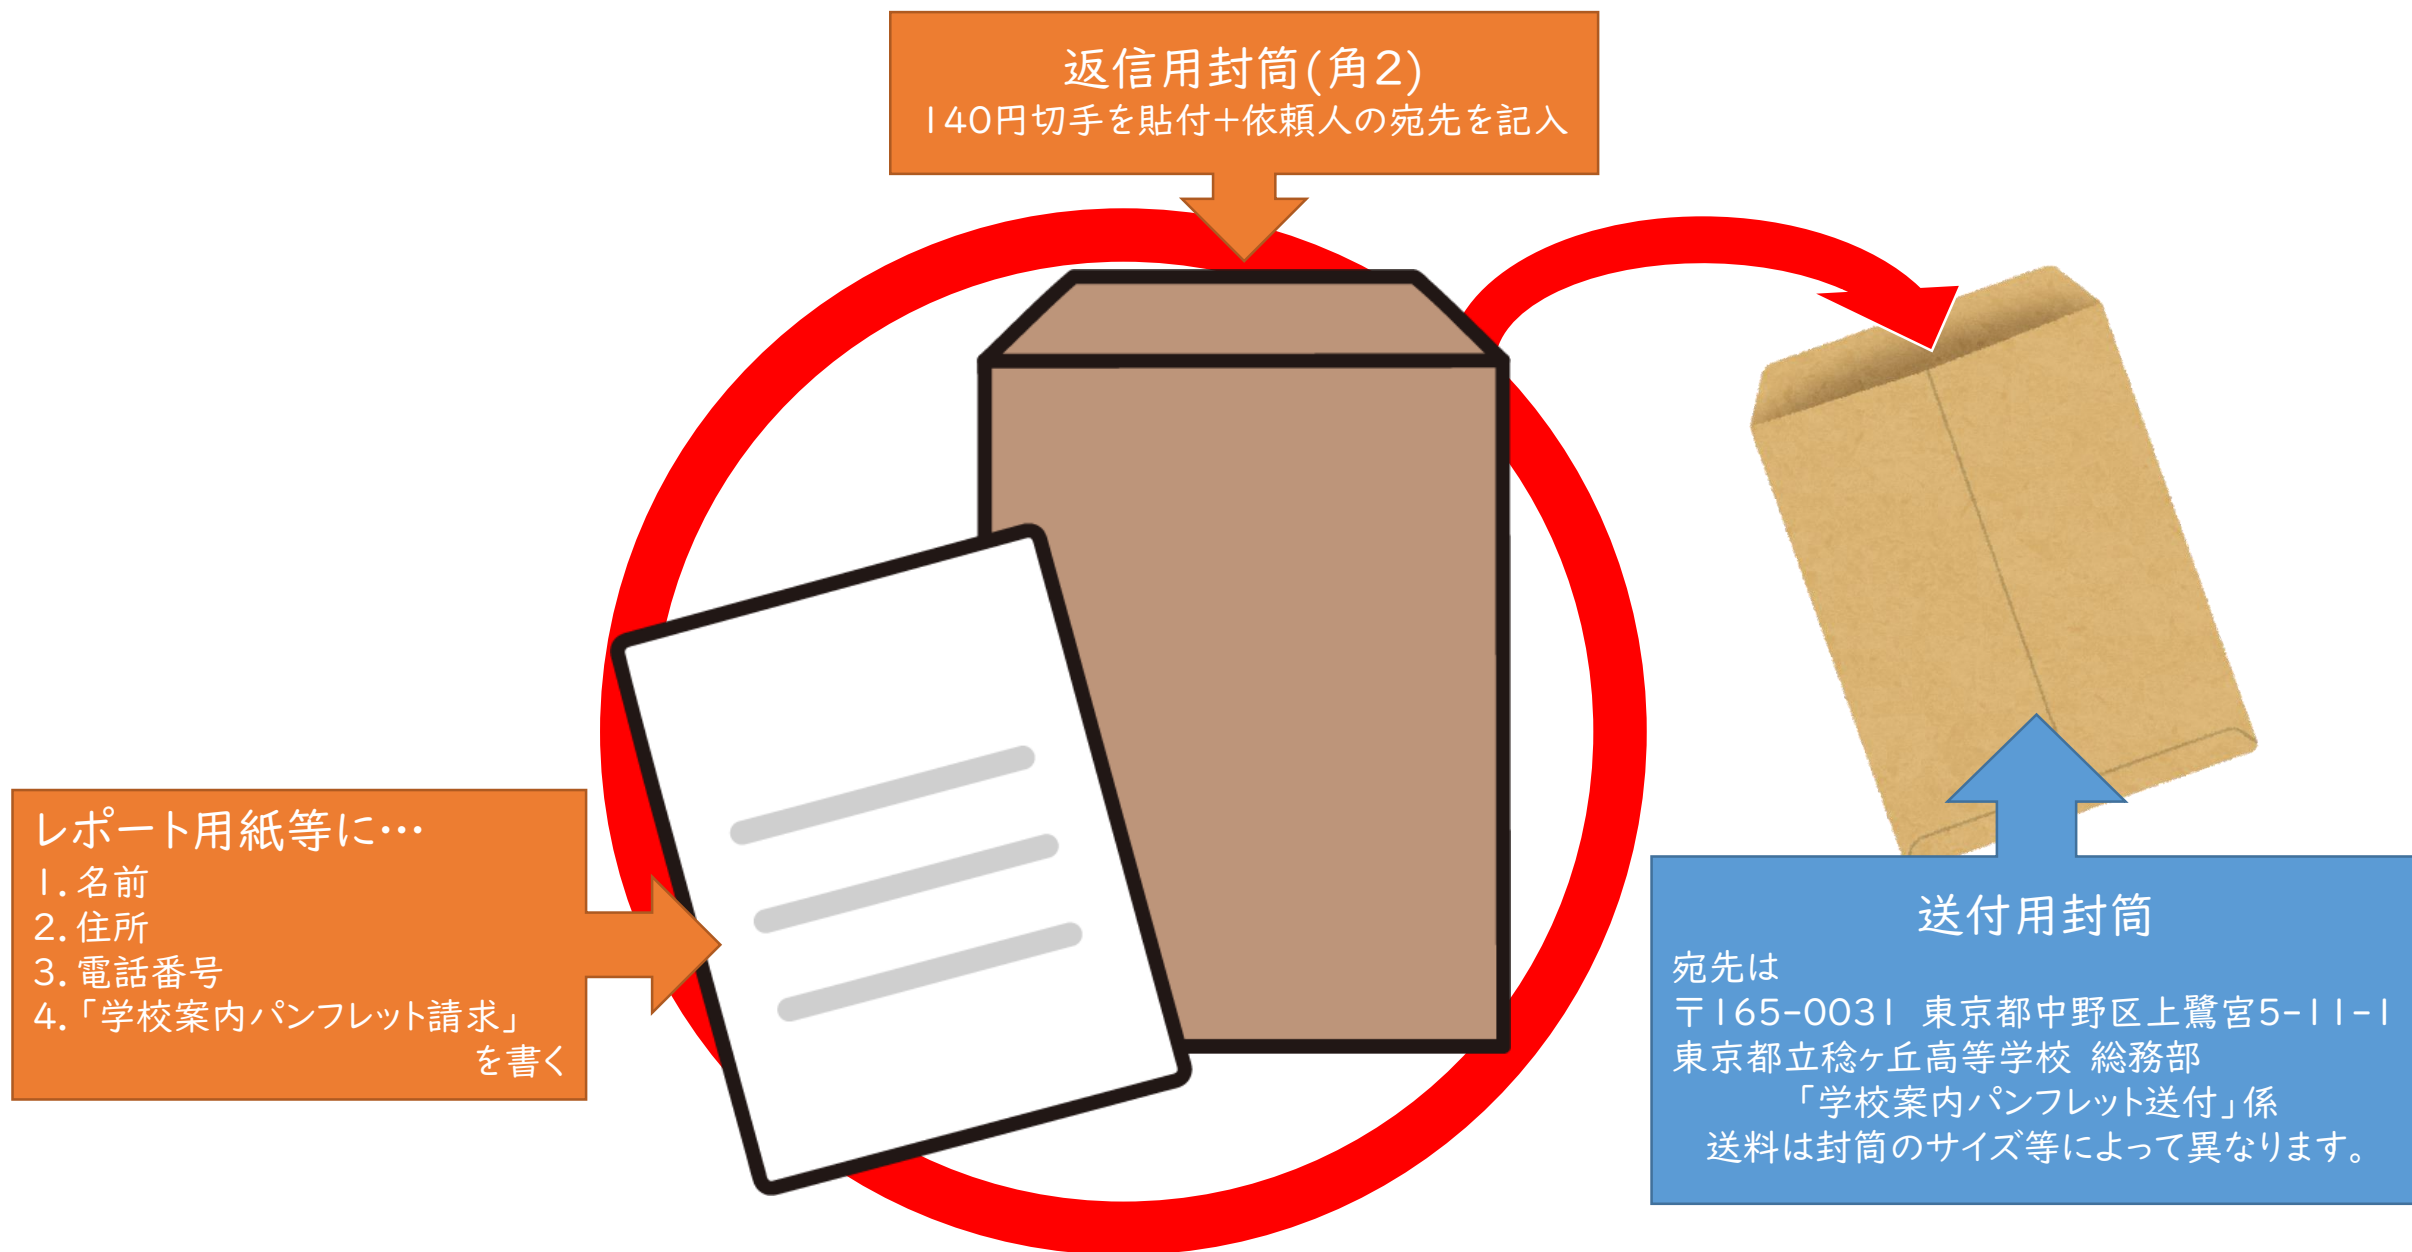 返信用封筒(角2)
140円切手を貼付+依頼人の宛先を記入
レポート用紙等に…
1.名前
2.住所
3.電話番号
4.「学校案内パンフレット請求」
を書く
送付用封筒
宛先は
〒165-0031 東京都中野区上鷺宮5-11-1
東京都立稔ヶ丘高等学校 総務部
「学校案内パンフレット送付」係
送料は封筒のサイズ等によって異なります。